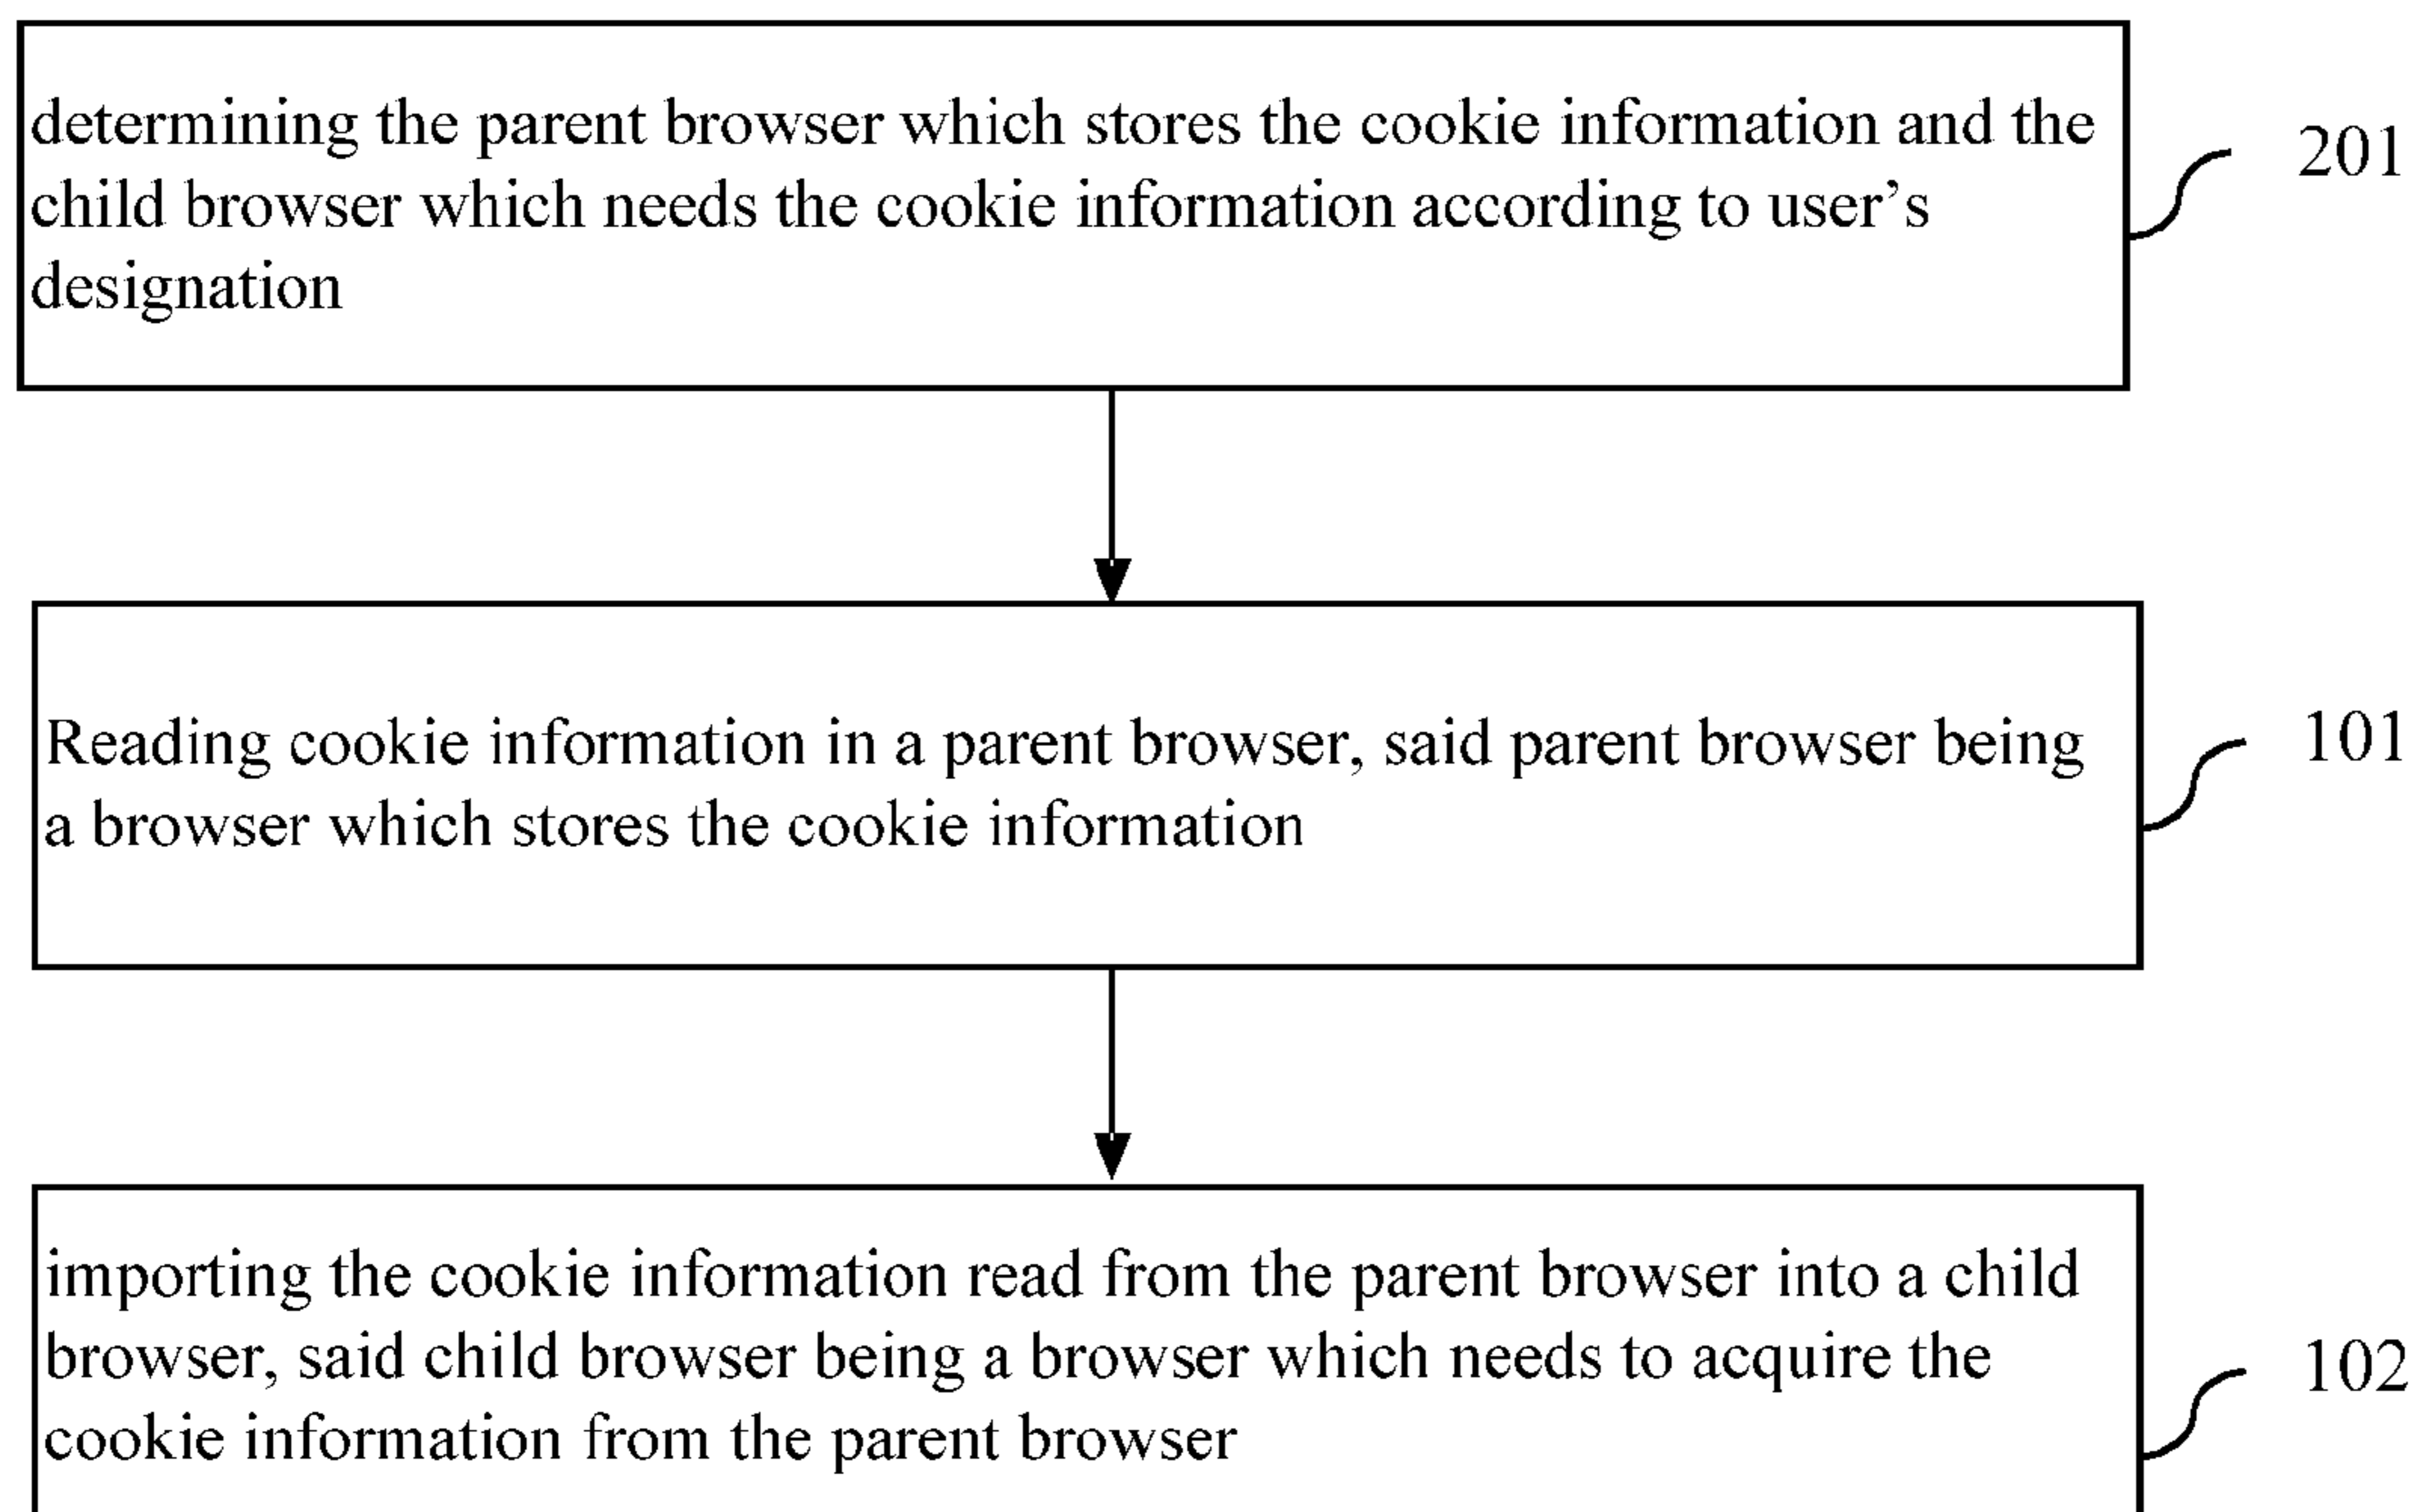 determining the parent browser which stores the cookie information and the
child browser which needs the cookie information according to user’s
designation
201
Reading cookie information in a parent browser, said parent browser being
a browser which stores the cookie information
101
importing the cookie information read from the parent browser into a child
browser, said child browser being a browser which needs to acquire the
cookie information from the parent browser
102